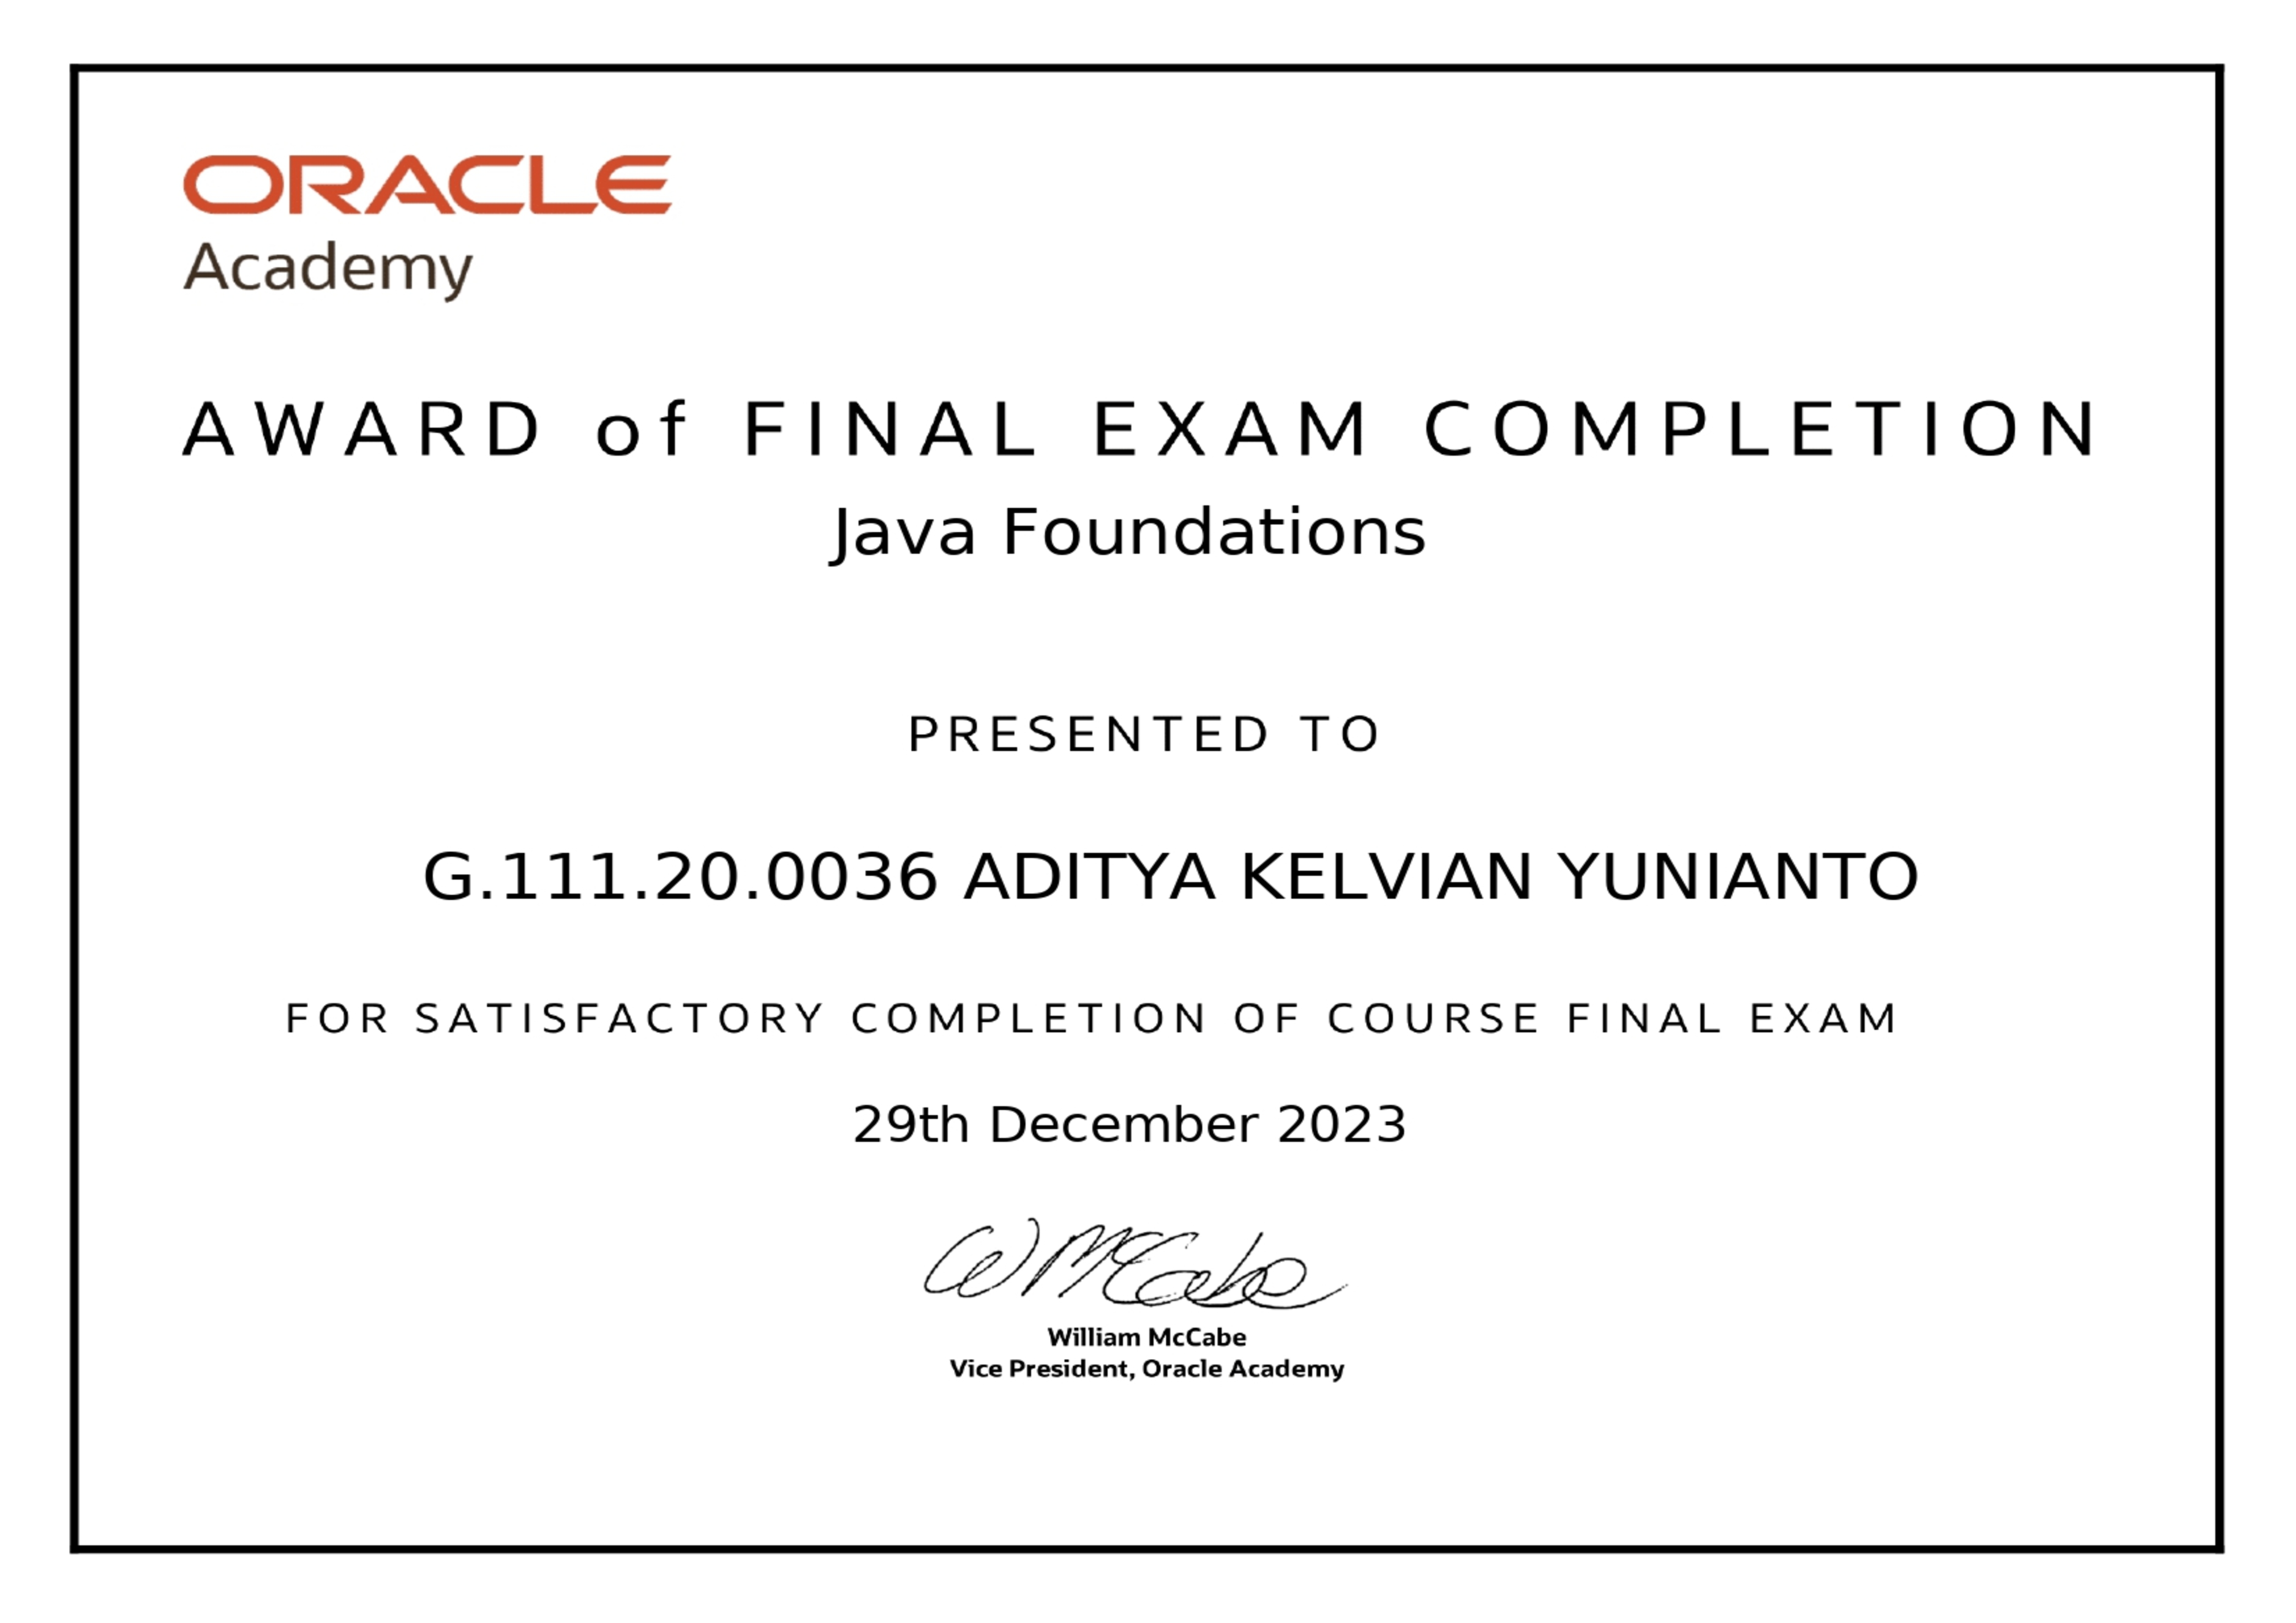 ORACLE
Academy
AWARD of FINAL EXAM COMPLETION
Java Foundations
PRESENTED TO
G.111.20.0036 ADITYA KELVIAN YUNIANTO
FOR SATISFACTORY COMPLETION OF COURSE FINAL EXAM
29th December 2023
W McCabe
William McCabe
Vice President, Oracle Academy